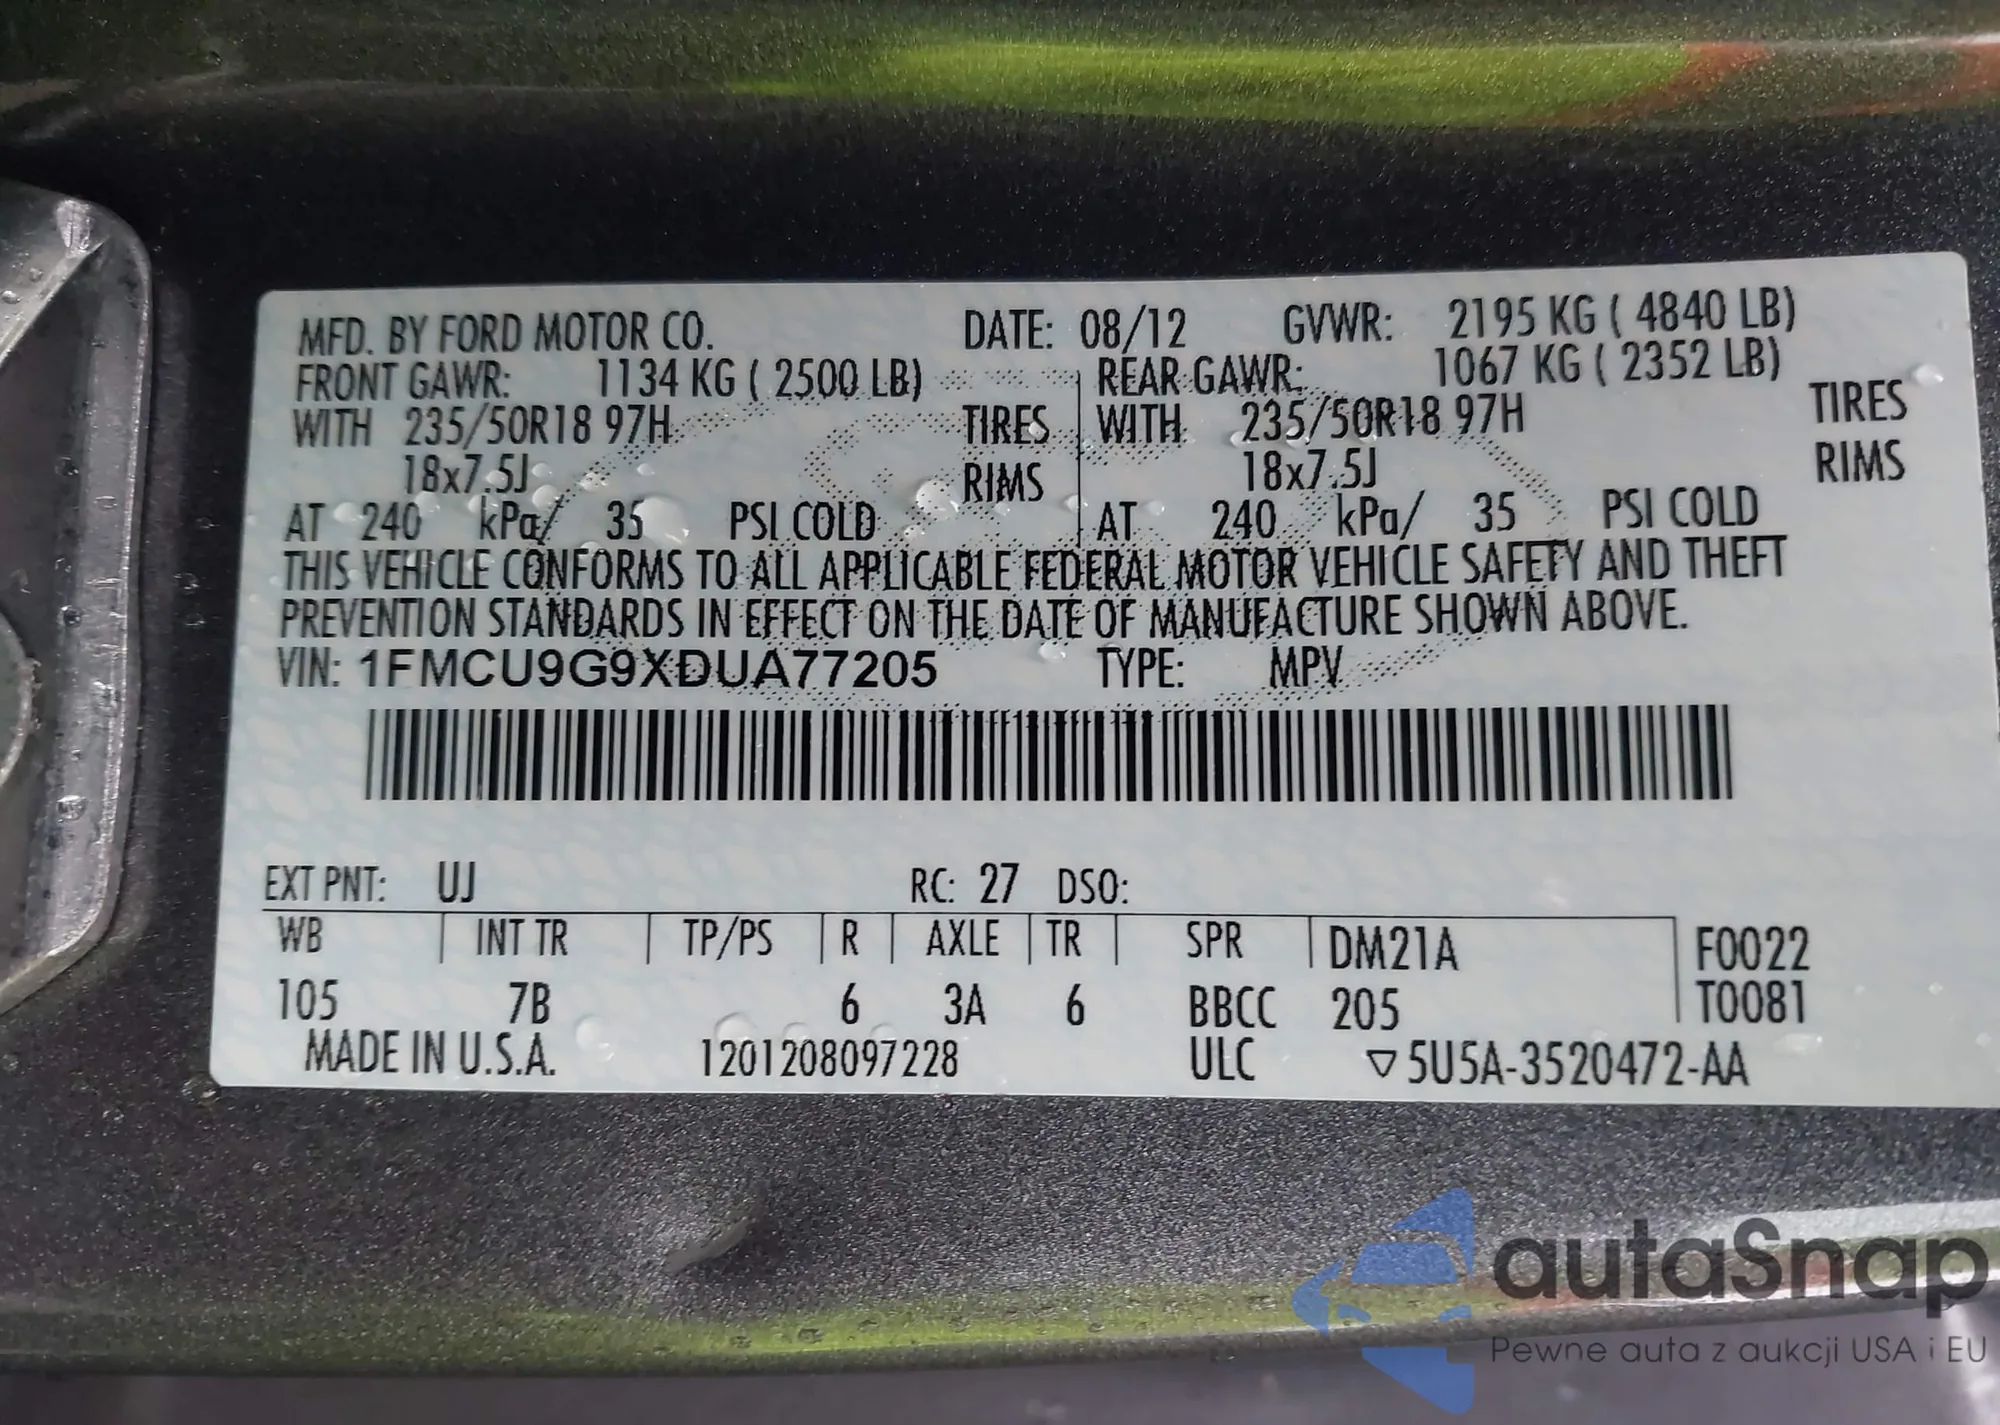 MFD. BY FORD MOTOR CO. DATE: 08/12 GVWR: 2195 KG ( 4840 LB)
FRONT GAWR: 1134 KG ( 2500 LB) REAR GAWR: 1067 KG ( 2352 LB)
WITH 235/50R18 97H TIRES WITH 235/50R18 97H TIRES
18x7.5J RIMS 18x7.5J RIMS
AT 240 kPa/ 35 PSI COLD AT 240 kPa/ 35 PSI COLD
THIS VEHICLE CONFORMS TO ALL APPLICABLE FEDERAL MOTOR VEHICLE SAFETY AND THEFT
PREVENTION STANDARDS IN EFFECT ON THE DATE OF MANUFACTURE SHOWN ABOVE.
VIN: 1FMCU9G9XDUA77205 TYPE: MPV
EXT PNT: UJ RC: 27 DSO:
WB INT TR TP/PS R AXLE TR SPR DM21A F0022
105 7B 6 3A 6 BBCC 205 T0081
MADE IN U.S.A. 1201208097228 ULC ▽5U5A-3520472-AA
autaSnap
Pewne auta z aukcji USA i EU